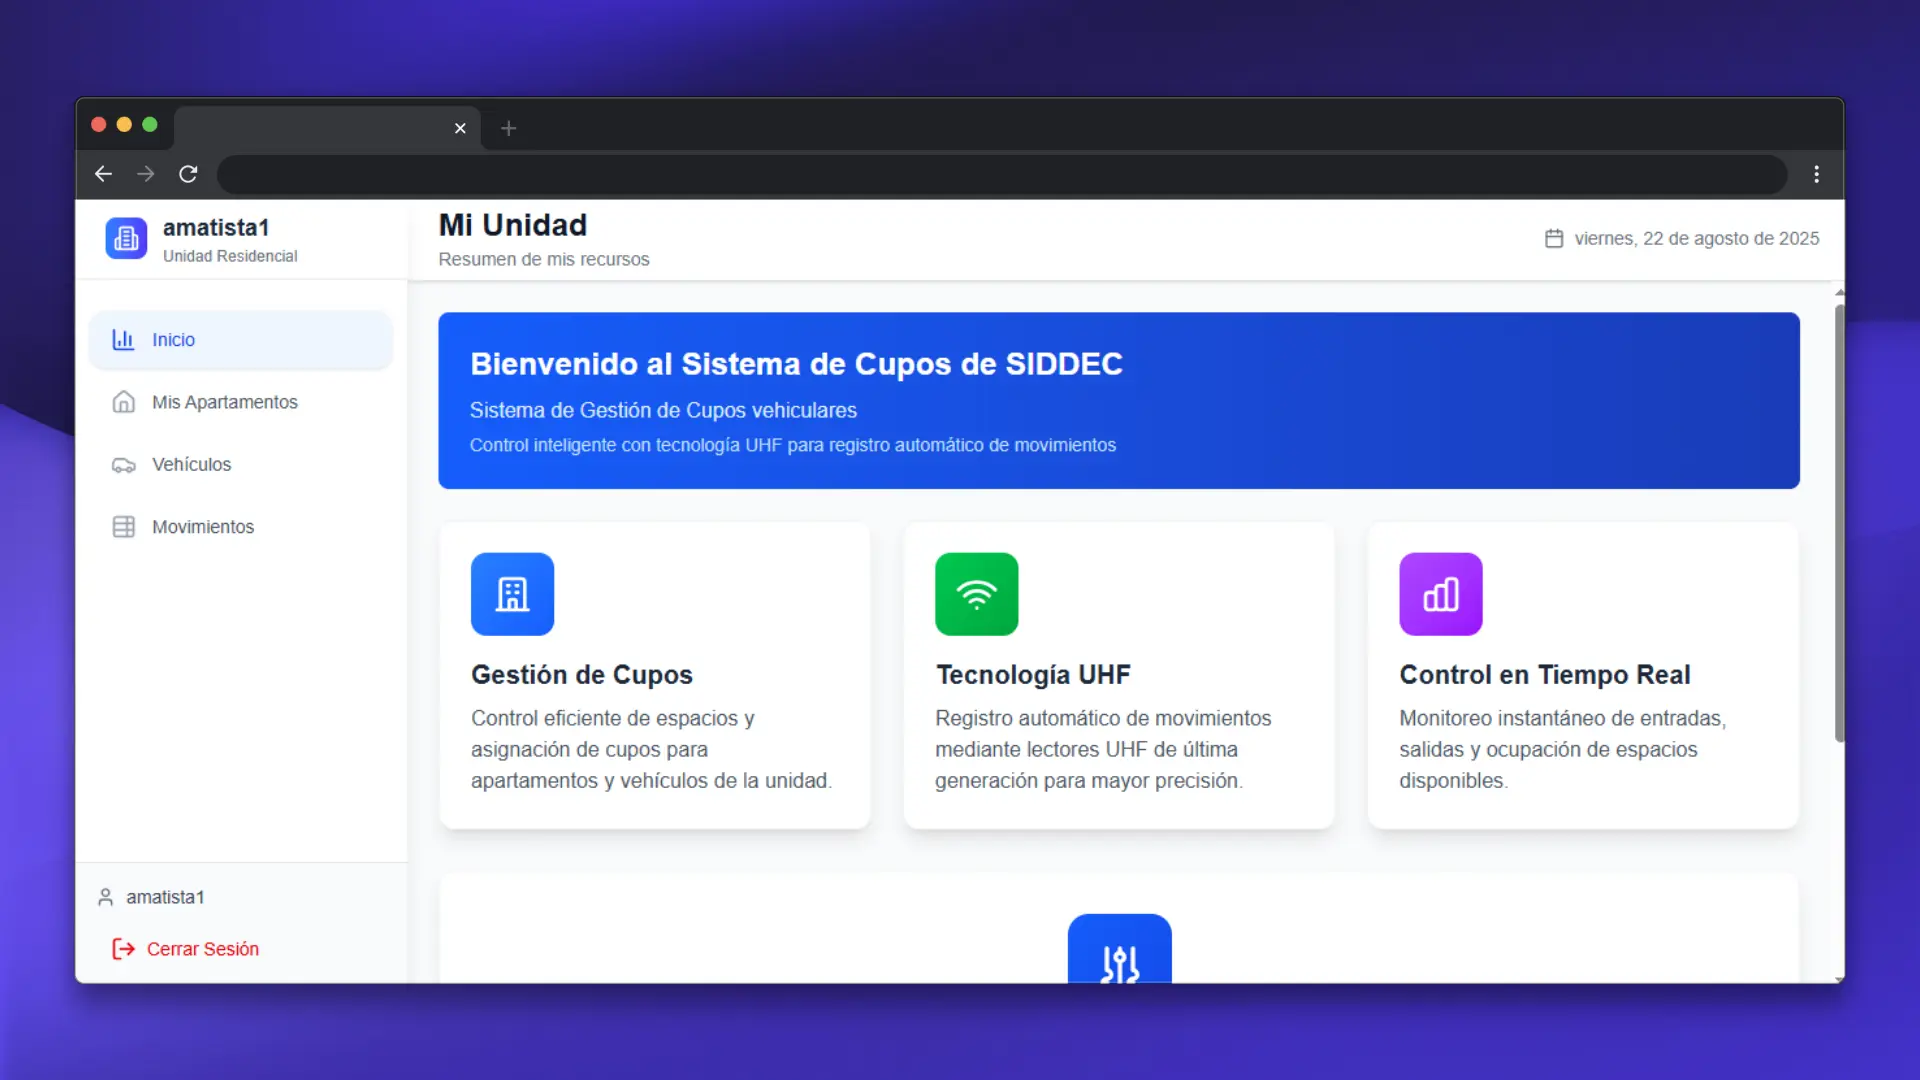 amatista1
Unidad Residencial
Inicio
Mis Apartamentos
Vehículos
Movimientos
amatista1
Cerrar Sesión
Mi Unidad
Resumen de mis recursos
viernes, 22 de agosto de 2025
Bienvenido al Sistema de Cupos de SIDDEC
Sistema de Gestión de Cupos vehiculares
Control inteligente con tecnología UHF para registro automático de movimientos
Gestión de Cupos
Control eficiente de espacios y
asignación de cupos para
apartamentos y vehículos de la unidad.
Tecnología UHF
Registro automático de movimientos
mediante lectores UHF de última
generación para mayor precisión.
Control en Tiempo Real
Monitoreo instantáneo de entradas,
salidas y ocupación de espacios
disponibles.